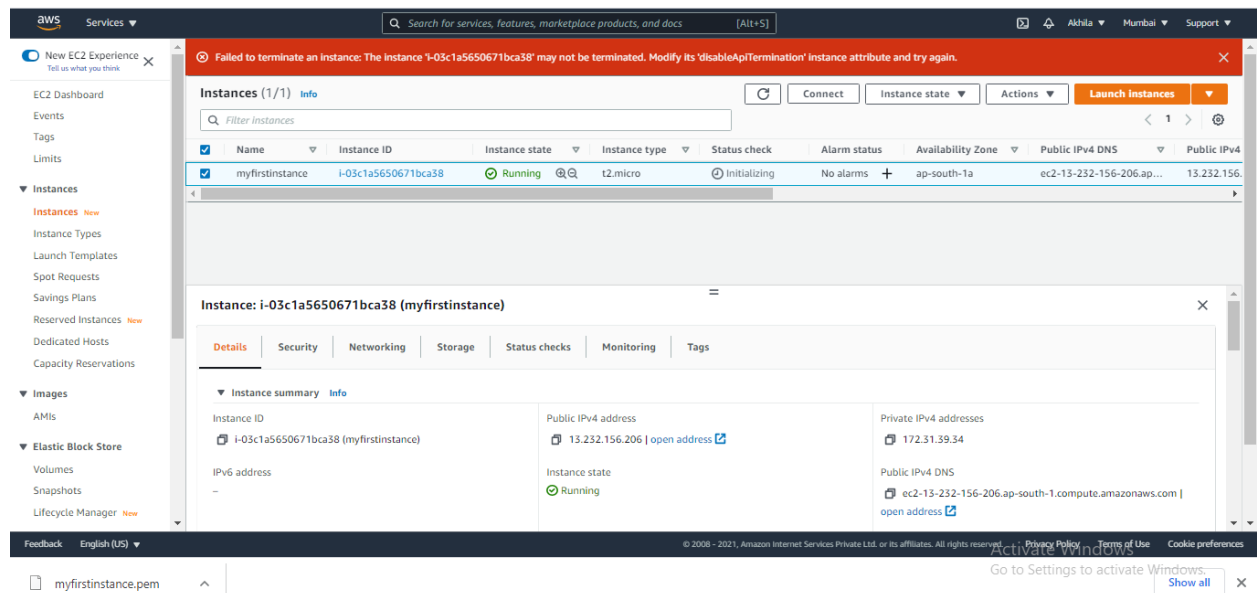 aws Services ▼ Search for services, features, marketplace products, and docs [Alt+S] Akhila ▼ Mumbai ▼ Support ▼
New EC2 Experience
Tell us what you think
EC2 Dashboard
Events
Tags
Limits
▼ Instances
Instances New
Instance Types
Launch Templates
Spot Requests
Savings Plans
Reserved Instances New
Dedicated Hosts
Capacity Reservations
▼ Images
AMIs
▼ Elastic Block Store
Volumes
Snapshots
Lifecycle Manager New
Failed to terminate an instance: The instance 'i-03c1a5650671bca38' may not be terminated. Modify its 'disableApiTermination' instance attribute and try again.
Instances (1/1) Info Connect Instance state ▼ Actions ▼ Launch instances ▼
Filter instances
1
Name Instance ID Instance state Instance type Status check Alarm status Availability Zone Public IPv4 DNS Public IPv4
myfirstinstance i-03c1a5650671bca38 Running t2.micro Initializing No alarms + ap-south-1a ec2-13-232-156-206.ap... 13.232.156.
Instance: i-03c1a5650671bca38 (myfirstinstance)
Details Security Networking Storage Status checks Monitoring Tags
▼ Instance summary Info
Instance ID Public IPv4 address Private IPv4 addresses
i-03c1a5650671bca38 (myfirstinstance) 13.232.156.206 | open address 172.31.39.34
IPv6 address Instance state Public IPv4 DNS
– Running ec2-13-232-156-206.ap-south-1.compute.amazonaws.com |
open address
Feedback English (US) ▼ © 2008 - 2021, Amazon Internet Services Private Ltd. or its affiliates. All rights reserved. Privacy Policy Terms of Use Cookie preferences
Activate Windows
Go to Settings to activate Windows.
myfirstinstance.pem Show all